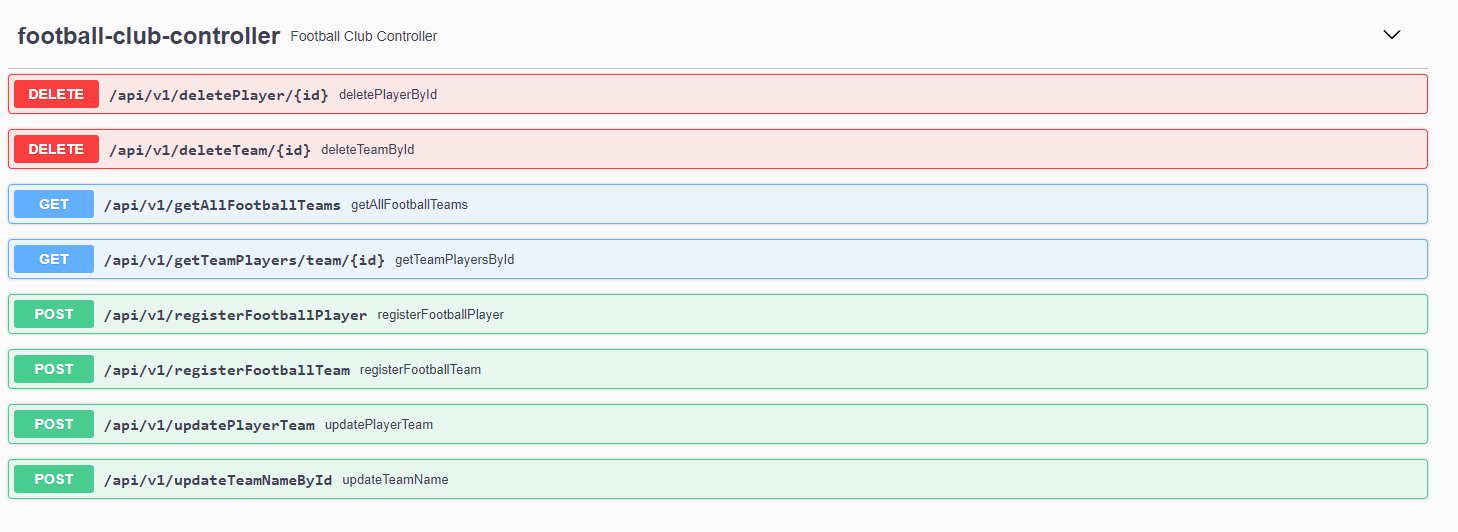 football-club-controller Football Club Controller
DELETE /api/v1/deletePlayer/{id} deletePlayerById
DELETE /api/v1/deleteTeam/{id} deleteTeamById
GET /api/v1/getAllFootballTeams getAllFootballTeams
GET /api/v1/getTeamPlayers/team/{id} getTeamPlayersById
POST /api/v1/registerFootballPlayer registerFootballPlayer
POST /api/v1/registerFootballTeam registerFootballTeam
POST /api/v1/updatePlayerTeam updatePlayerTeam
POST /api/v1/updateTeamNameById updateTeamName